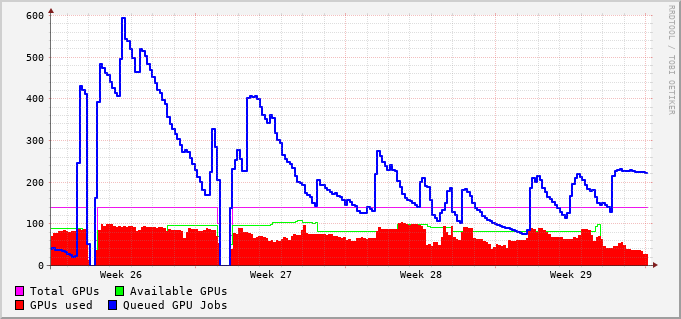 600
500
400
300
200
100
0
Week 26 Week 27 Week 28 Week 29
Total GPUs Available GPUs
GPUs used Queued GPU Jobs
RRDTOOL / TOBI OETIKER